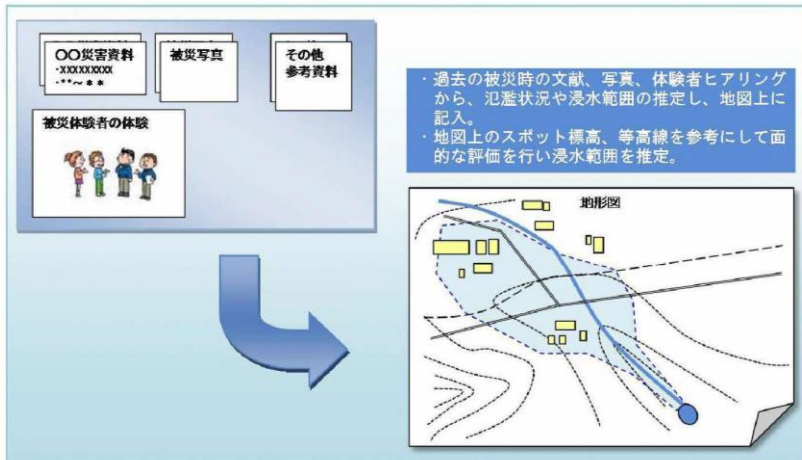 〇〇災害資料
・XXXXXXXXX
・**～**
被災写真
その他
参考資料
被災体験者の体験
・過去の被災時の文献、写真、体験者ヒアリング
から、氾濫状況や浸水範囲の推定し、地図上に
記入。
・地図上のスポット標高、等高線を参考にして面
的な評価を行い浸水範囲を推定。
地形図